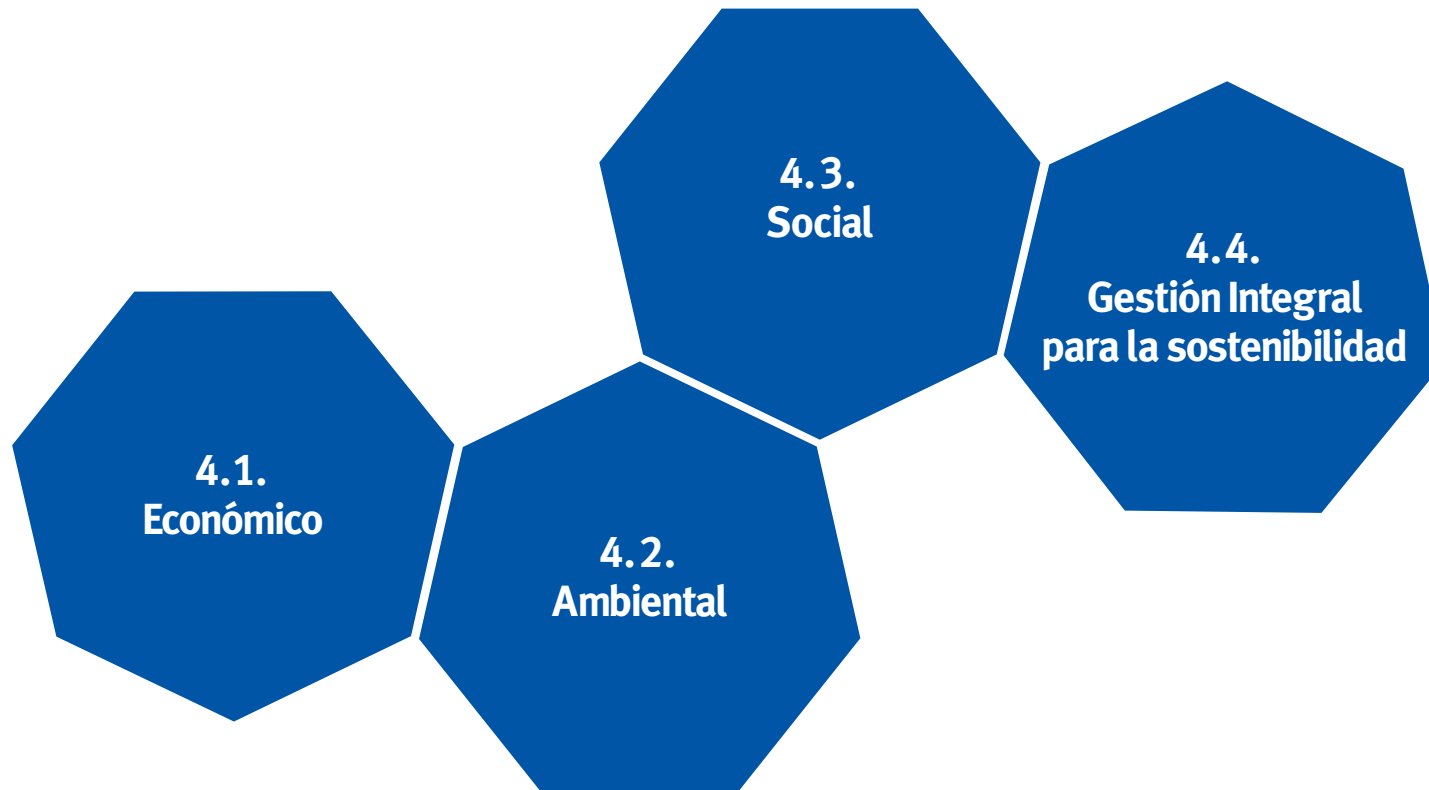 4.1.
Económico
4.2.
Ambiental
4.3.
Social
4.4.
Gestión Integral
para la sostenibilidad